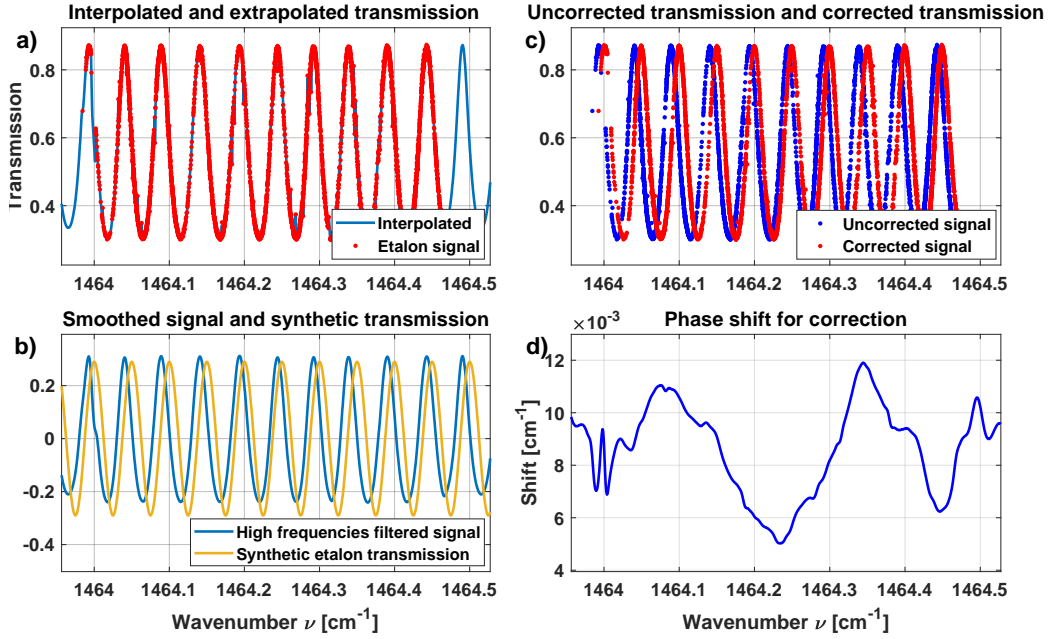 Interpolated and extrapolated transmission
a)
0.8
0.6
0.4
Transmission
Interpolated
Etalon signal
1464 1464.1 1464.2 1464.3 1464.4 1464.5
Uncorrected transmission and corrected transmission
c)
0.8
0.6
0.4
Uncorrected signal
Corrected signal
1464 1464.1 1464.2 1464.3 1464.4 1464.5
Smoothed signal and synthetic transmission
b)
0.2
0
-0.2
-0.4
High frequencies filtered signal
Synthetic etalon transmission
1464 1464.1 1464.2 1464.3 1464.4 1464.5
Wavenumber ν [cm⁻¹]
Phase shift for correction
×10⁻³
d)
12
10
8
6
4
Shift [cm⁻¹]
1464 1464.1 1464.2 1464.3 1464.4 1464.5
Wavenumber ν [cm⁻¹]